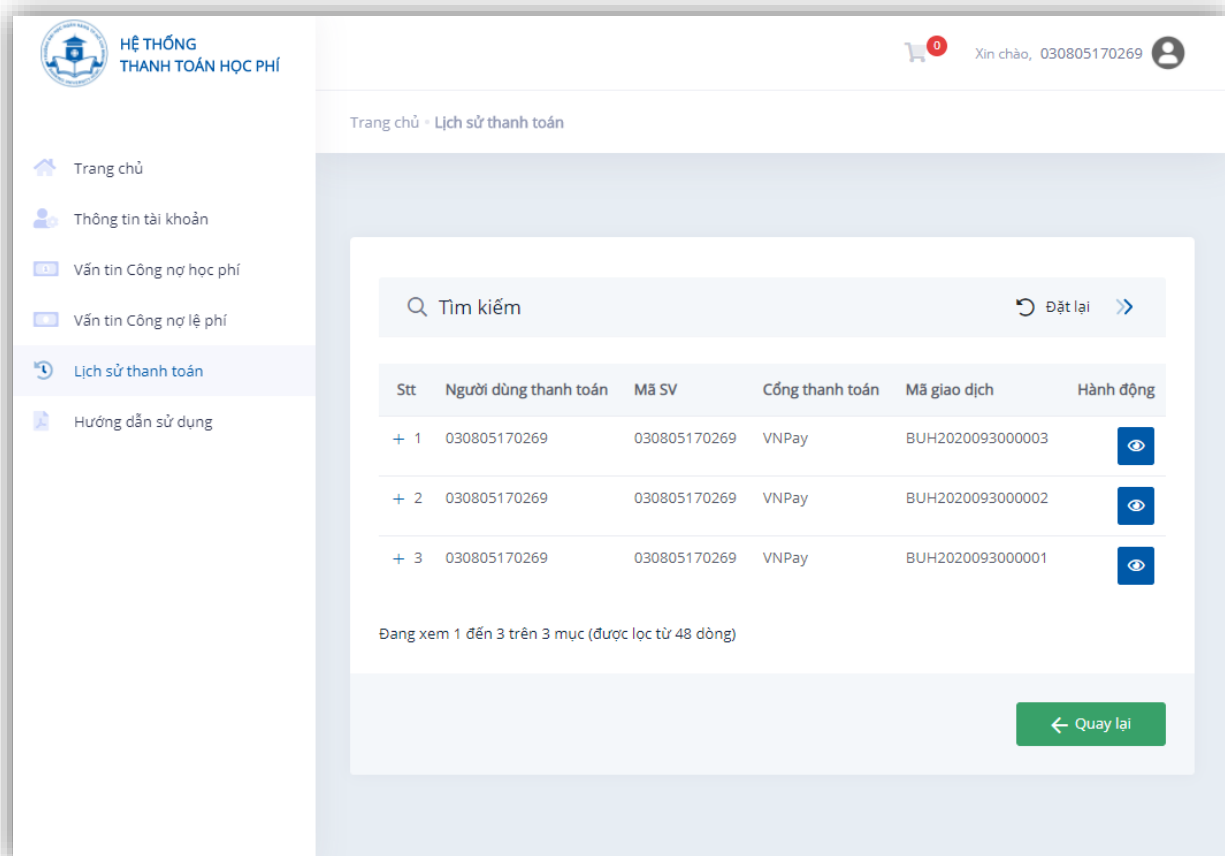 HỆ THỐNG
THANH TOÁN HỌC PHÍ
0
Xin chào, 030805170269
Trang chủ • Lịch sử thanh toán
Trang chủ
Thông tin tài khoản
Vấn tin Công nợ học phí
Vấn tin Công nợ lệ phí
Lịch sử thanh toán
Hướng dẫn sử dụng
Tìm kiếm
Đặt lại
Stt Người dùng thanh toán Mã SV Cổng thanh toán Mã giao dịch Hành động
+ 1 030805170269 030805170269 VNPay BUH2020093000003
+ 2 030805170269 030805170269 VNPay BUH2020093000002
+ 3 030805170269 030805170269 VNPay BUH2020093000001
Đang xem 1 đến 3 trên 3 mục (được lọc từ 48 dòng)
Quay lại